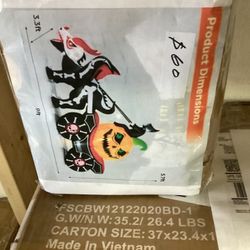 3.3ft
$60
Product Dimensions
5ft
FSCBW12122020BD-1
G.W/N.W: 35.2/ 26.4 LBS
CARTON SIZE: 37x23.4x1
Made In Vietnam